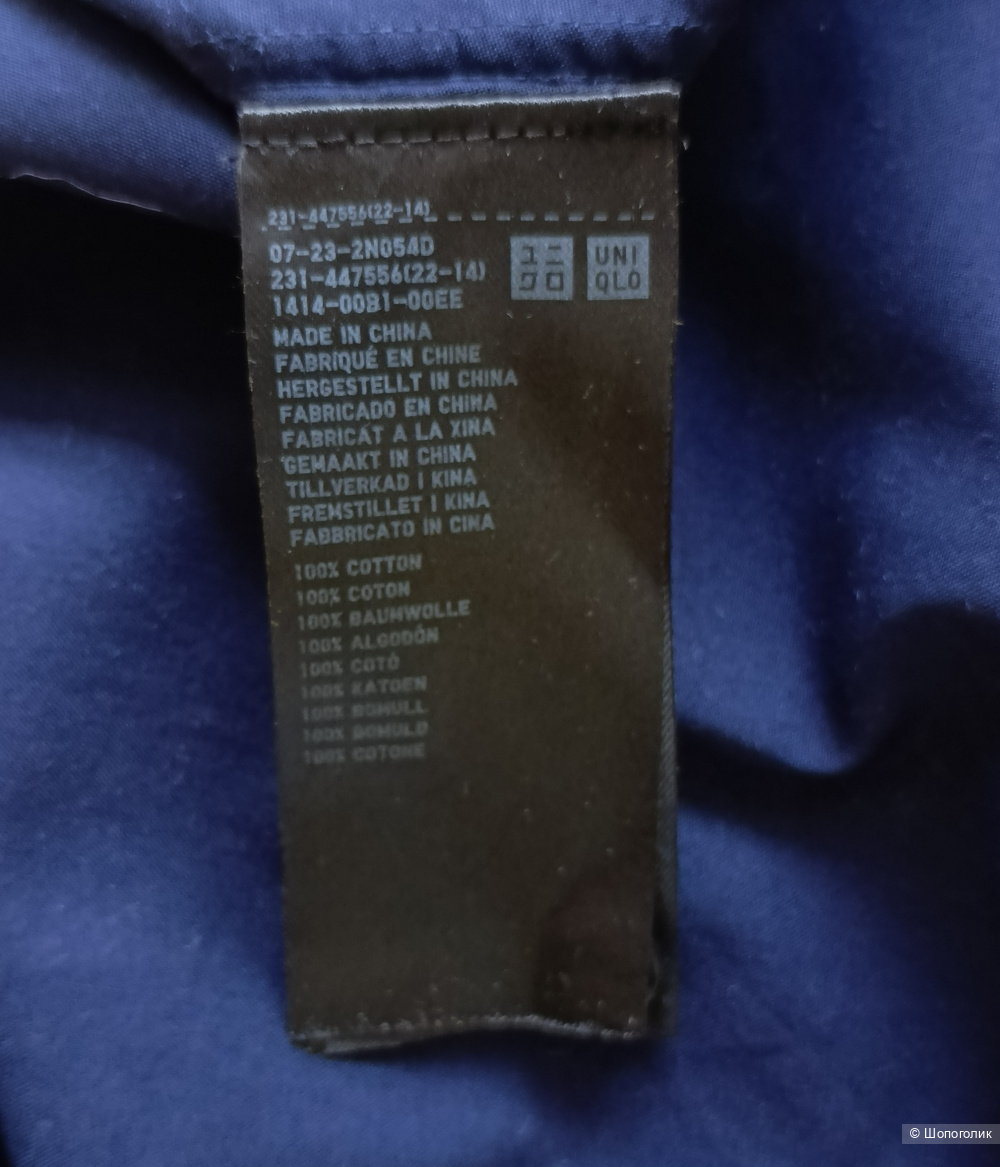 231-447556(22-14)
07-23-2N054D
231-447556(22-14)
1414-00B1-00EE
ユニ
クロ
UNI
QLO
MADE IN CHINA
FABRIQUÉ EN CHINE
HERGESTELLT IN CHINA
FABRICADO EN CHINA
FABRICAT A LA XINA
GEMAAKT IN CHINA
TILLVERKAD I KINA
FREMSTILLET I KINA
FABBRICATO IN CINA
100% COTTON
100% COTON
100% BAUMWOLLE
100% ALGODÓN
100% COTÓ
100% KATOEN
100% BOMULL
100% BOMULD
100% COTONE
© Шопоголик